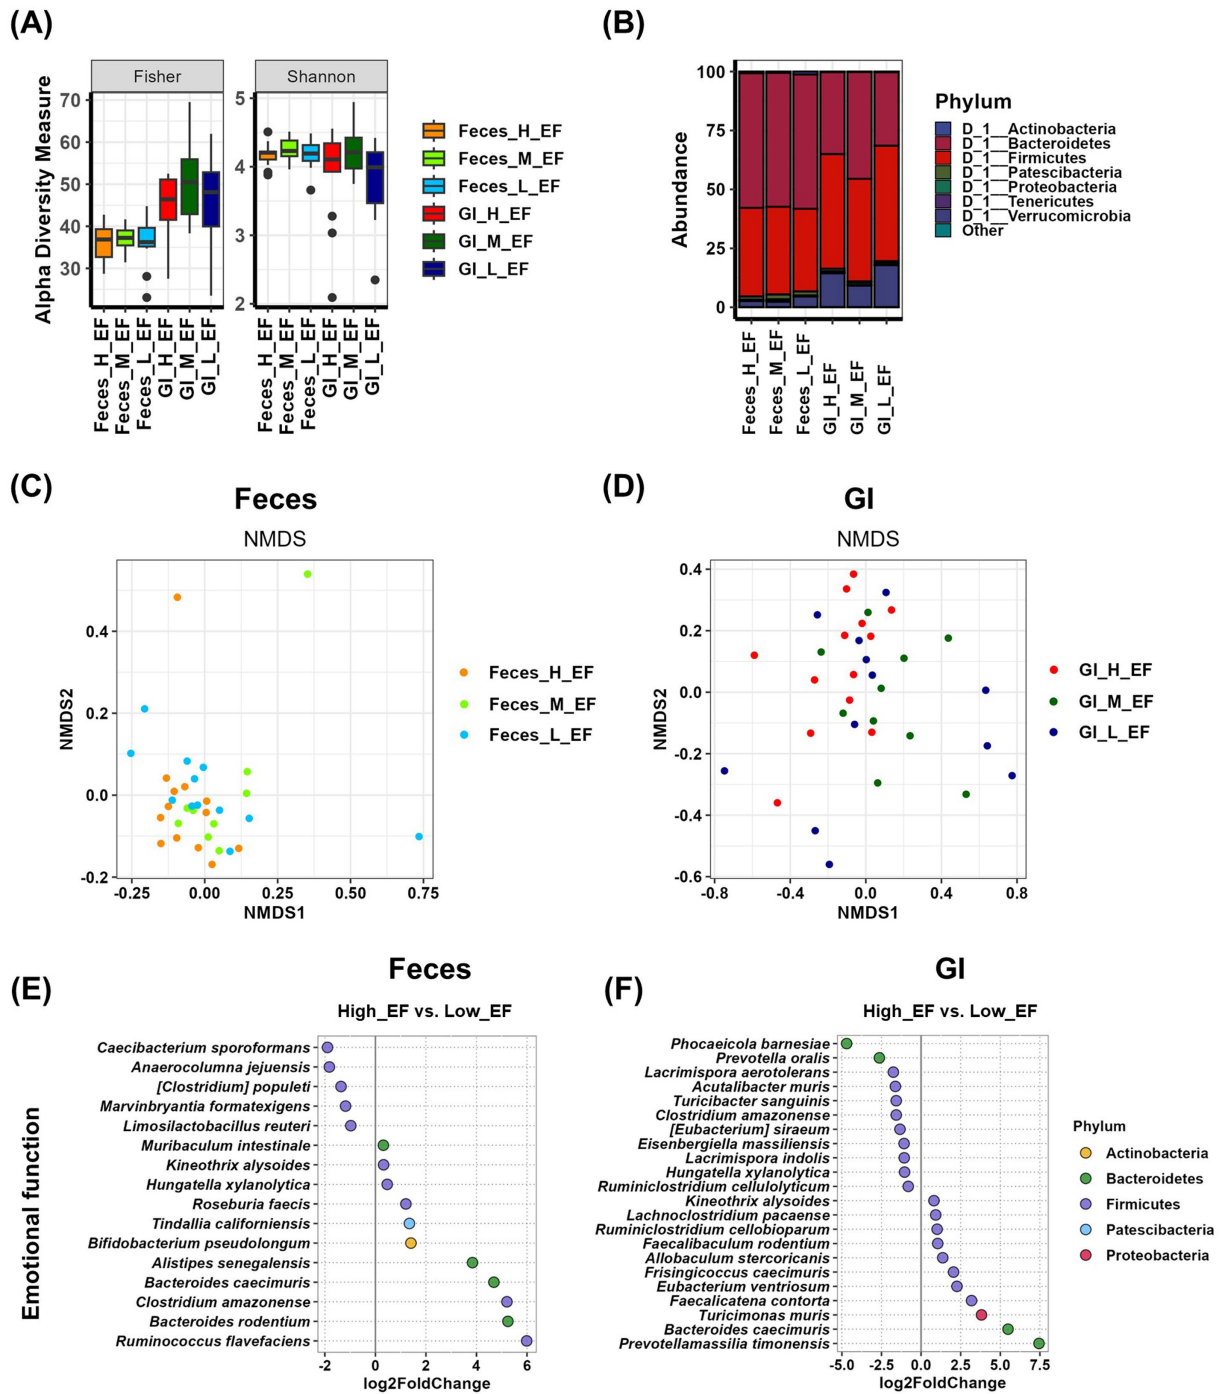 (A)
Fisher
Shannon
Alpha Diversity Measure
70
60
50
40
30
5
4
3
2
Feces_H_EF
Feces_M_EF
Feces_L_EF
GI_H_EF
GI_M_EF
GI_L_EF
Feces_H_EF
Feces_M_EF
Feces_L_EF
GI_H_EF
GI_M_EF
GI_L_EF
Feces_H_EF
Feces_M_EF
Feces_L_EF
GI_H_EF
GI_M_EF
GI_L_EF
(B)
Abundance
100
75
50
25
0
Feces_H_EF
Feces_M_EF
Feces_L_EF
GI_H_EF
GI_M_EF
GI_L_EF
Phylum
D_1__Actinobacteria
D_1__Bacteroidetes
D_1__Firmicutes
D_1__Patescibacteria
D_1__Proteobacteria
D_1__Tenericutes
D_1__Verrucomicrobia
Other
(C)
Feces
NMDS
NMDS2
0.4
0.2
0.0
-0.2
-0.25
0.00
0.25
0.50
0.75
NMDS1
Feces_H_EF
Feces_M_EF
Feces_L_EF
(D)
GI
NMDS
NMDS2
0.4
0.2
0.0
-0.2
-0.4
-0.6
-0.8
-0.4
0.0
0.4
0.8
NMDS1
GI_H_EF
GI_M_EF
GI_L_EF
(E)
Feces
High_EF vs. Low_EF
Emotional function
Caecibacterium sporoformans
Anaerocolumna jejuensis
[Clostridium] populeti
Marvinbryantia formatexigens
Limosilactobacillus reuteri
Muribaculum intestinale
Kineothrix alysoides
Hungatella xylanolytica
Roseburia faecis
Tindallia californiensis
Bifidobacterium pseudolongum
Alistipes senegalensis
Bacteroides caecimuris
Clostridium amazonense
Bacteroides rodentium
Ruminococcus flavefaciens
-2
0
2
4
6
log2FoldChange
(F)
GI
High_EF vs. Low_EF
Phocaeicola barnesiae
Prevotella oralis
Lacrimispora aerotolerans
Acutalibacter muris
Turicibacter sanguinis
Clostridium amazonense
[Eubacterium] siraeum
Eisenbergiella massiliensis
Lacrimispora indolis
Hungatella xylanolytica
Ruminiclostridium cellulolyticum
Kineothrix alysoides
Lachnoclostridium pacaense
Ruminiclostridium cellobioparum
Faecalibaculum rodentium
Allobaculum stercoricanis
Frisingicoccus caecimuris
Eubacterium ventriosum
Faecalicatena contorta
Turicimonas muris
Bacteroides caecimuris
Prevotellamassilia timonensis
-5.0
-2.5
0.0
2.5
5.0
7.5
log2FoldChange
Phylum
Actinobacteria
Bacteroidetes
Firmicutes
Patescibacteria
Proteobacteria